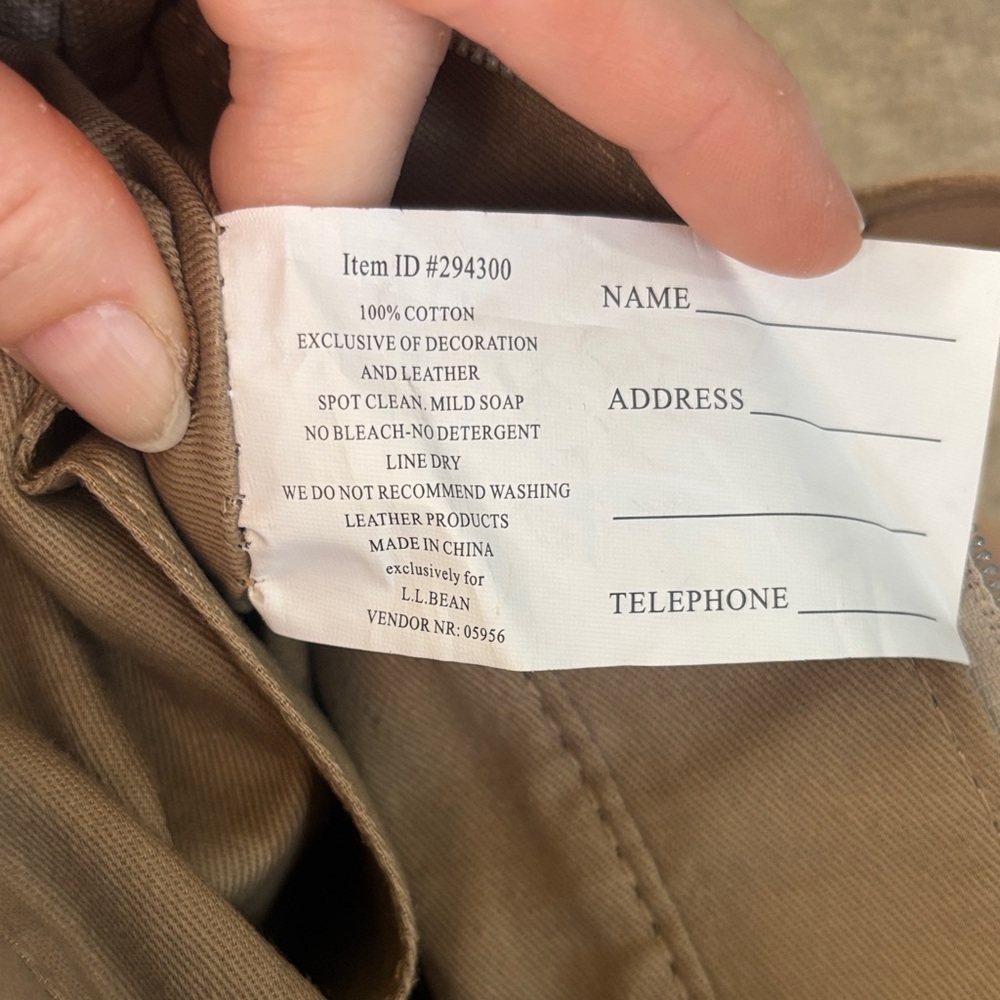 Item ID #294300
100% COTTON
EXCLUSIVE OF DECORATION
AND LEATHER
SPOT CLEAN, MILD SOAP
NO BLEACH-NO DETERGENT
LINE DRY
WE DO NOT RECOMMEND WASHING
LEATHER PRODUCTS
MADE IN CHINA
exclusively for
L.L.BEAN
VENDOR NR: 05956
NAME
ADDRESS
TELEPHONE